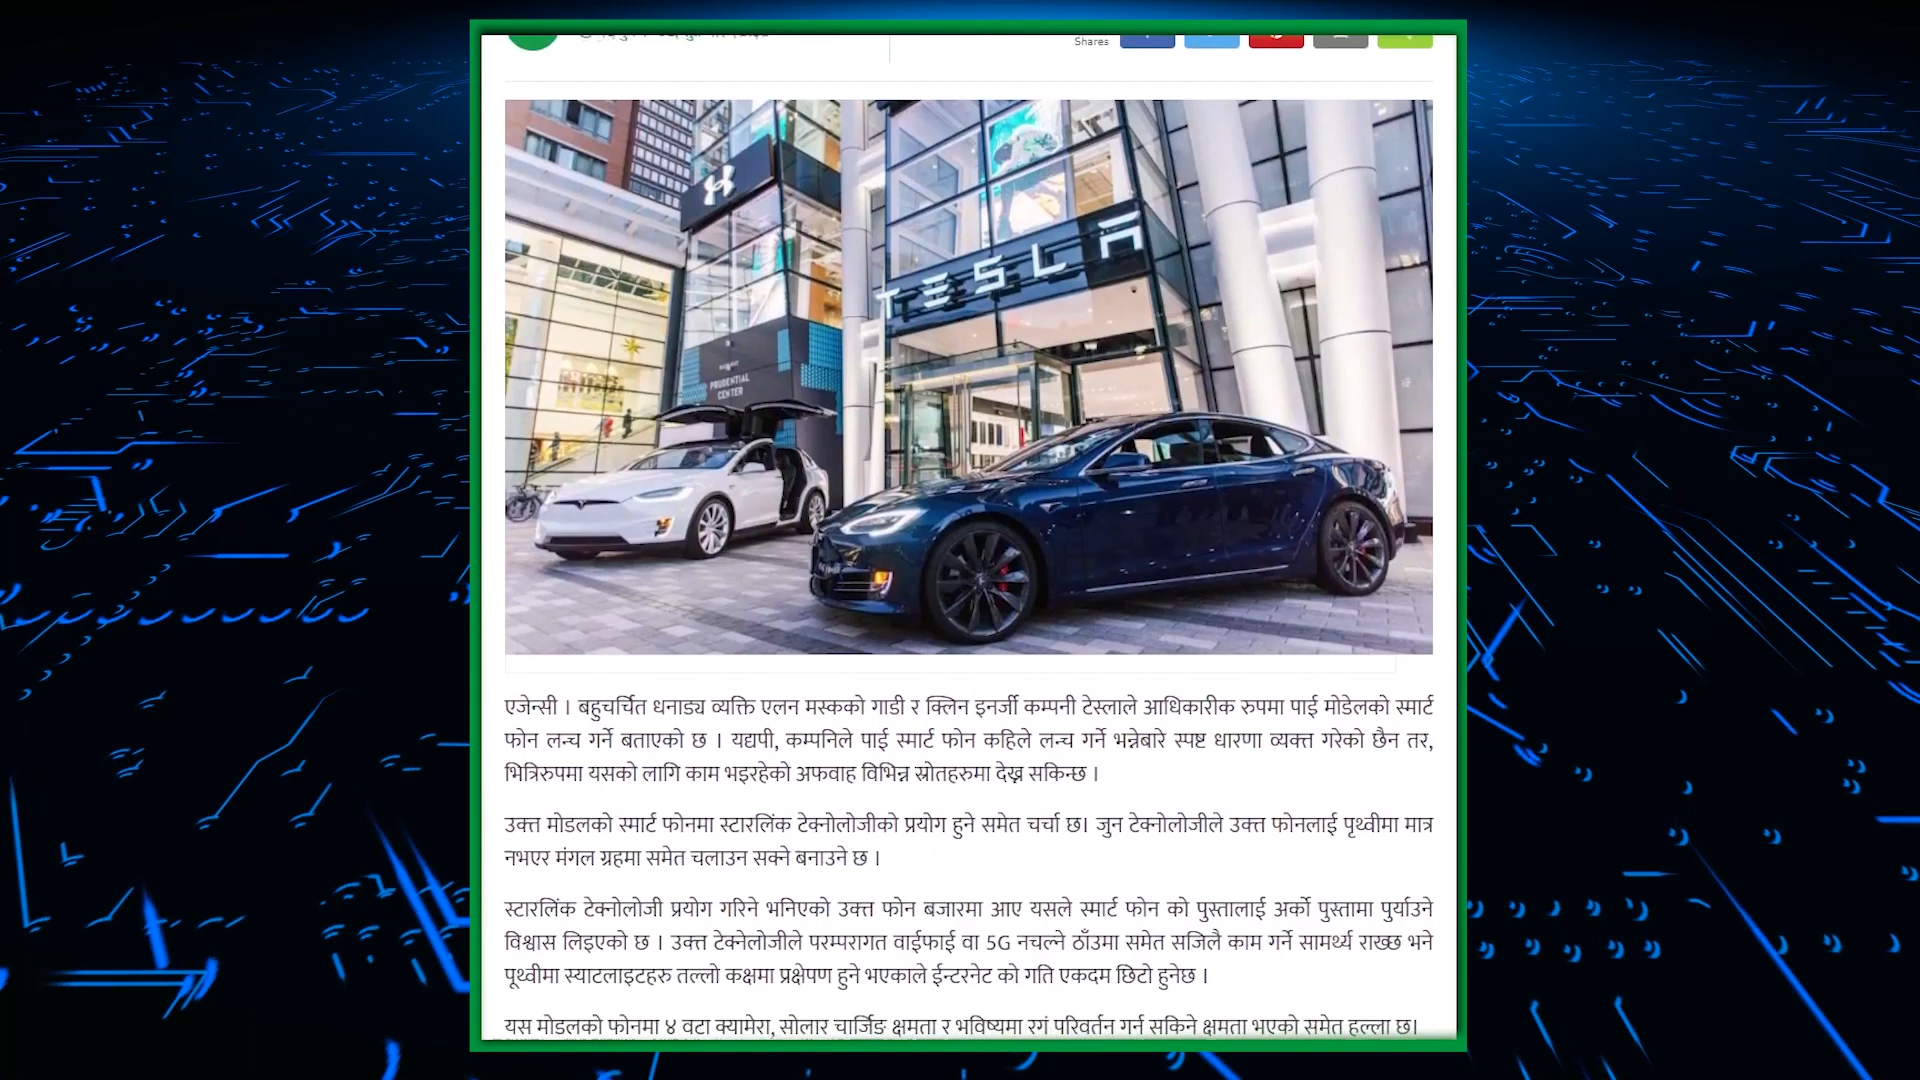 Shares
TESLA
PRUDENTIAL
CENTER
एजेन्सी । बहुचर्चित धनाड्य व्यक्ति एलन मस्कको गाडी र क्लिन इनर्जी कम्पनी टेस्लाले आधिकारीक रुपमा पाई मोडेलको स्मार्ट
फोन लन्च गर्ने बताएको छ । यद्यपी, कम्पनिले पाई स्मार्ट फोन कहिले लन्च गर्ने भन्नेबारे स्पष्ट धारणा व्यक्त गरेको छैन तर,
भित्रिरुपमा यसको लागि काम भइरहेको अफवाह विभिन्न स्रोतहरुमा देख्न सकिन्छ ।
उक्त मोडलको स्मार्ट फोनमा स्टारलिंक टेक्नोलोजीको प्रयोग हुने समेत चर्चा छ। जुन टेक्नोलोजीले उक्त फोनलाई पृथ्वीमा मात्र
नभएर मंगल ग्रहमा समेत चलाउन सक्ने बनाउने छ ।
स्टारलिंक टेक्नोलोजी प्रयोग गरिने भनिएको उक्त फोन बजारमा आए यसले स्मार्ट फोन को पुस्तालाई अर्को पुस्तामा पुर्याउने
विश्वास लिइएको छ । उक्त टेक्नेलोजीले परम्परागत वाईफाई वा 5G नचल्ने ठाँउमा समेत सजिलै काम गर्ने सामर्थ्य राख्छ भने
पूथ्वीमा स्याटलाइटहरु तल्लो कक्षमा प्रक्षेपण हुने भएकाले ईन्टरनेट को गति एकदम छिटो हुनेछ ।
यस मोडलको फोनमा ४ वटा क्यामेरा, सोलार चार्जिङ क्षमता र भविष्यमा रगं परिवर्तन गर्न सकिने क्षमता भएको समेत हल्ला छ।